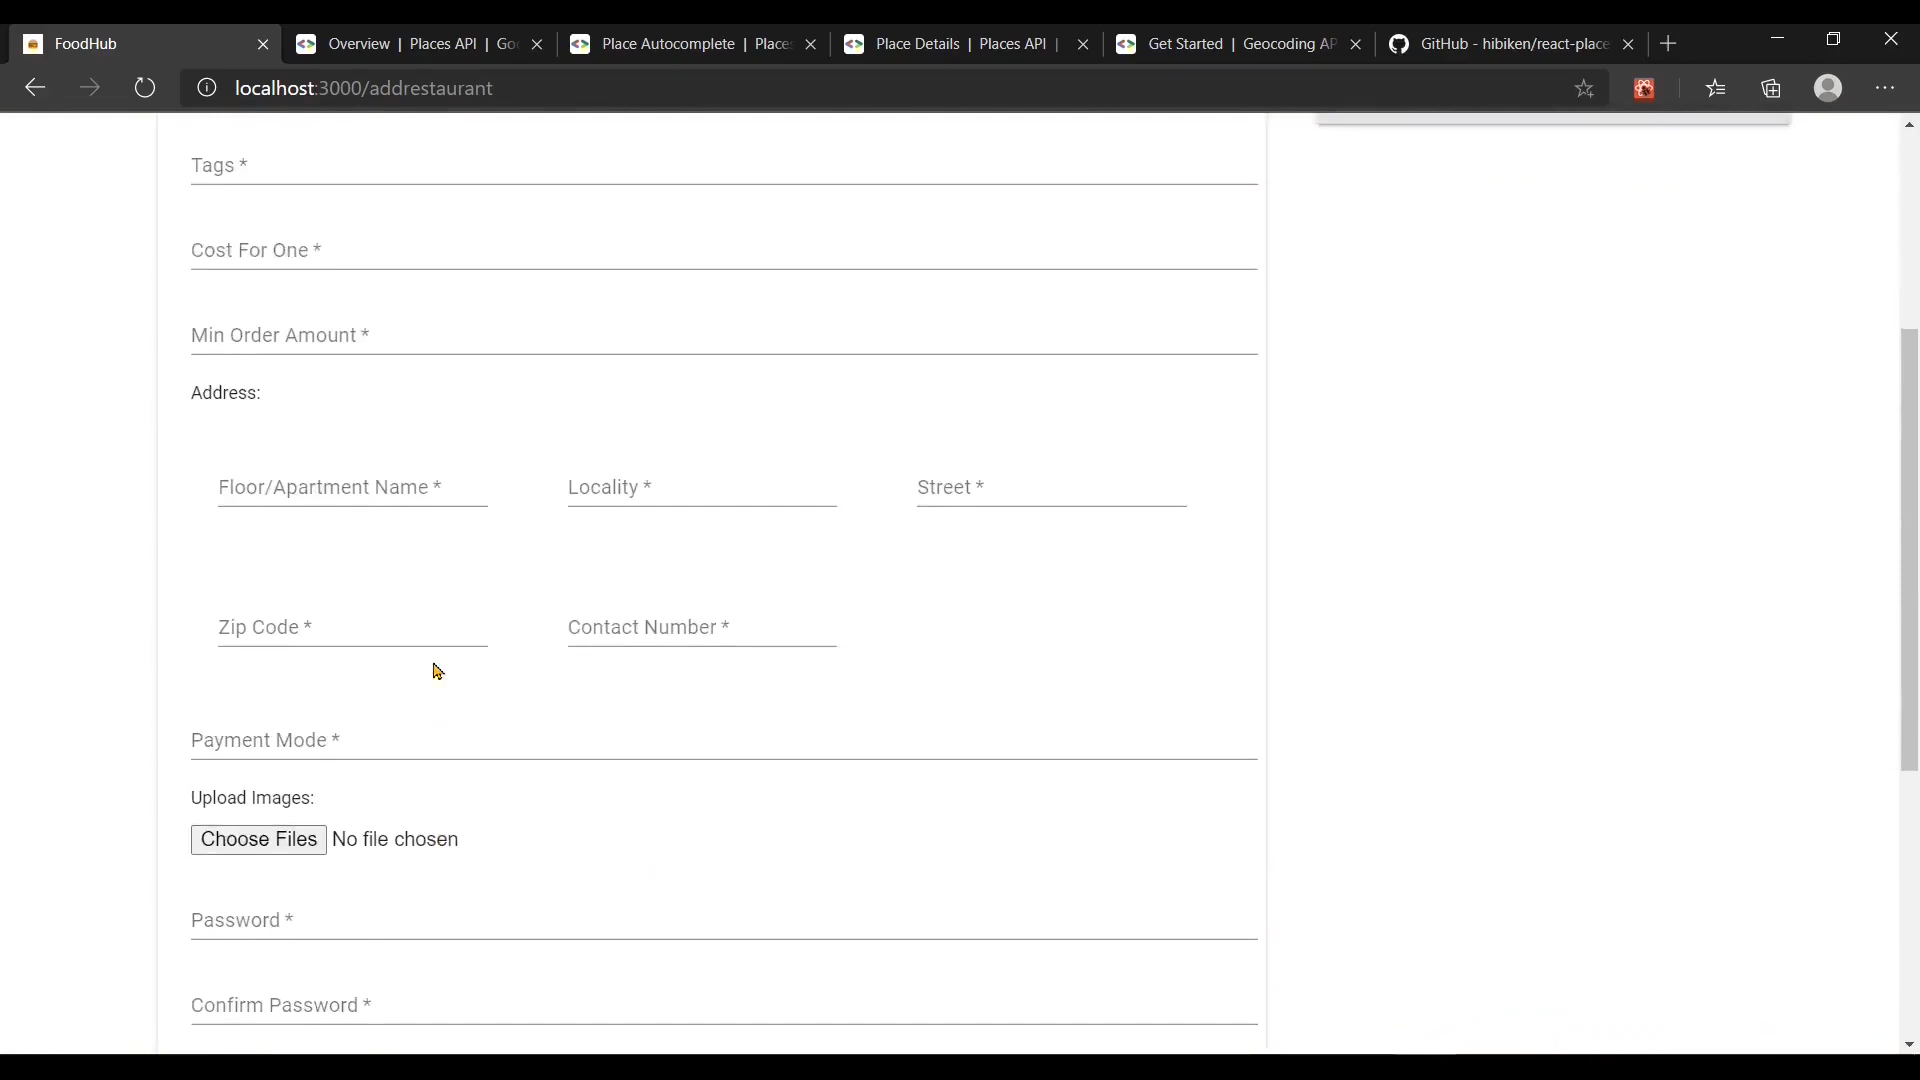 FoodHub
Overview | Places API | Goo
Place Autocomplete | Places
Place Details | Places API |
Get Started | Geocoding AP
GitHub - hibiken/react-place
localhost:3000/addrestaurant
Tags *
Cost For One *
Min Order Amount *
Address:
Floor/Apartment Name * Locality * Street *
Zip Code * Contact Number *
Payment Mode *
Upload Images:
Choose Files No file chosen
Password *
Confirm Password *